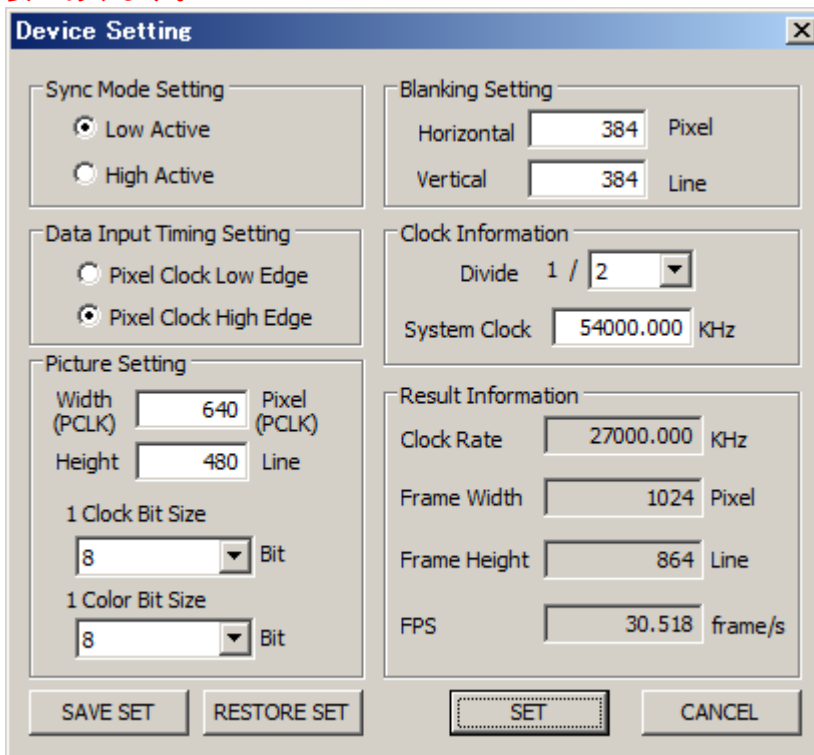 Device Setting
Sync Mode Setting
Low Active
High Active
Data Input Timing Setting
Pixel Clock Low Edge
Pixel Clock High Edge
Picture Setting
Width (PCLK) 640 Pixel (PCLK)
Height 480 Line
1 Clock Bit Size
8 Bit
1 Color Bit Size
8 Bit
Blanking Setting
Horizontal 384 Pixel
Vertical 384 Line
Clock Information
Divide 1 / 2
System Clock 54000.000 KHz
Result Information
Clock Rate 27000.000 KHz
Frame Width 1024 Pixel
Frame Height 864 Line
FPS 30.518 frame/s
SAVE SET RESTORE SET SET CANCEL